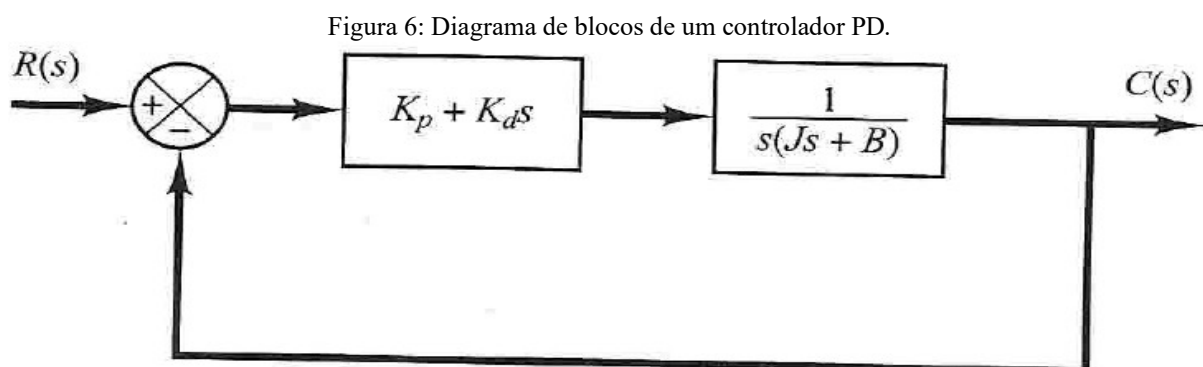 Figura 6: Diagrama de blocos de um controlador PD.
R(s)
+
−
K_p + K_d s
1
s(Js + B)
C(s)